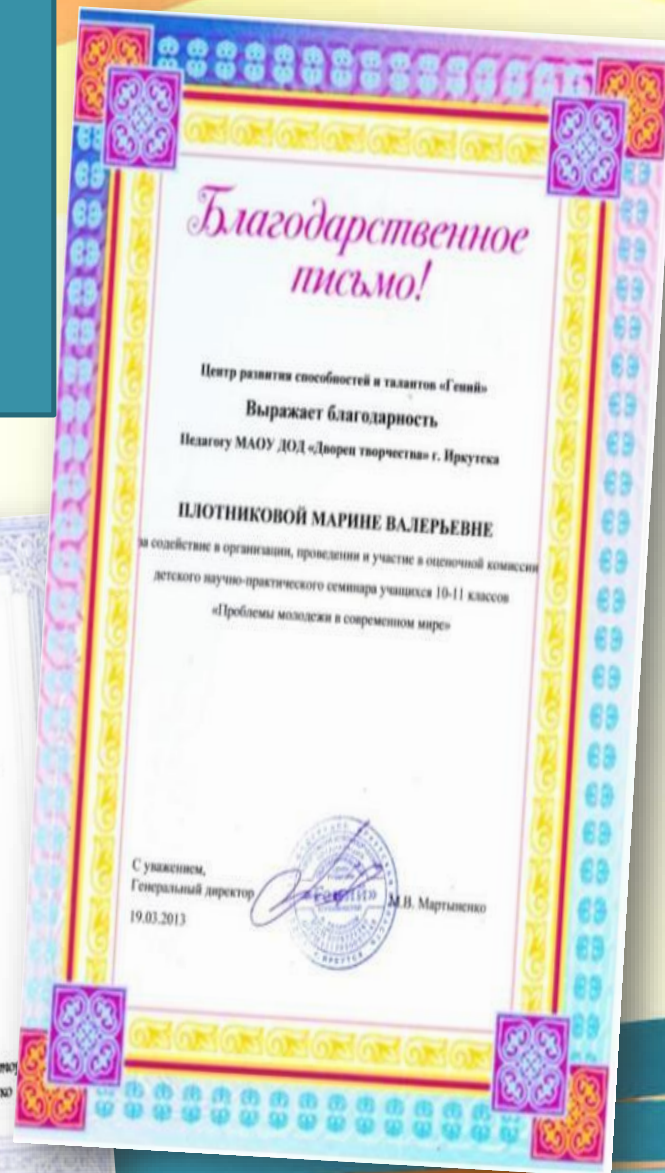 Благодарственное
письмо!
Центр развития способностей и талантов «Гений»
Выражает благодарность
Педагогу МАОУ ДОД «Дворец творчества» г. Иркутска
ПЛОТНИКОВОЙ МАРИНЕ ВАЛЕРЬЕВНЕ
за содействие в организации, проведении и участие в оценочной комиссии
детского научно-практического семинара учащихся 10-11 классов
«Проблемы молодежи в современном мире»
С уважением,
Генеральный директор
М.В. Мартыненко
19.03.2013
«Гений»
г. Иркутск